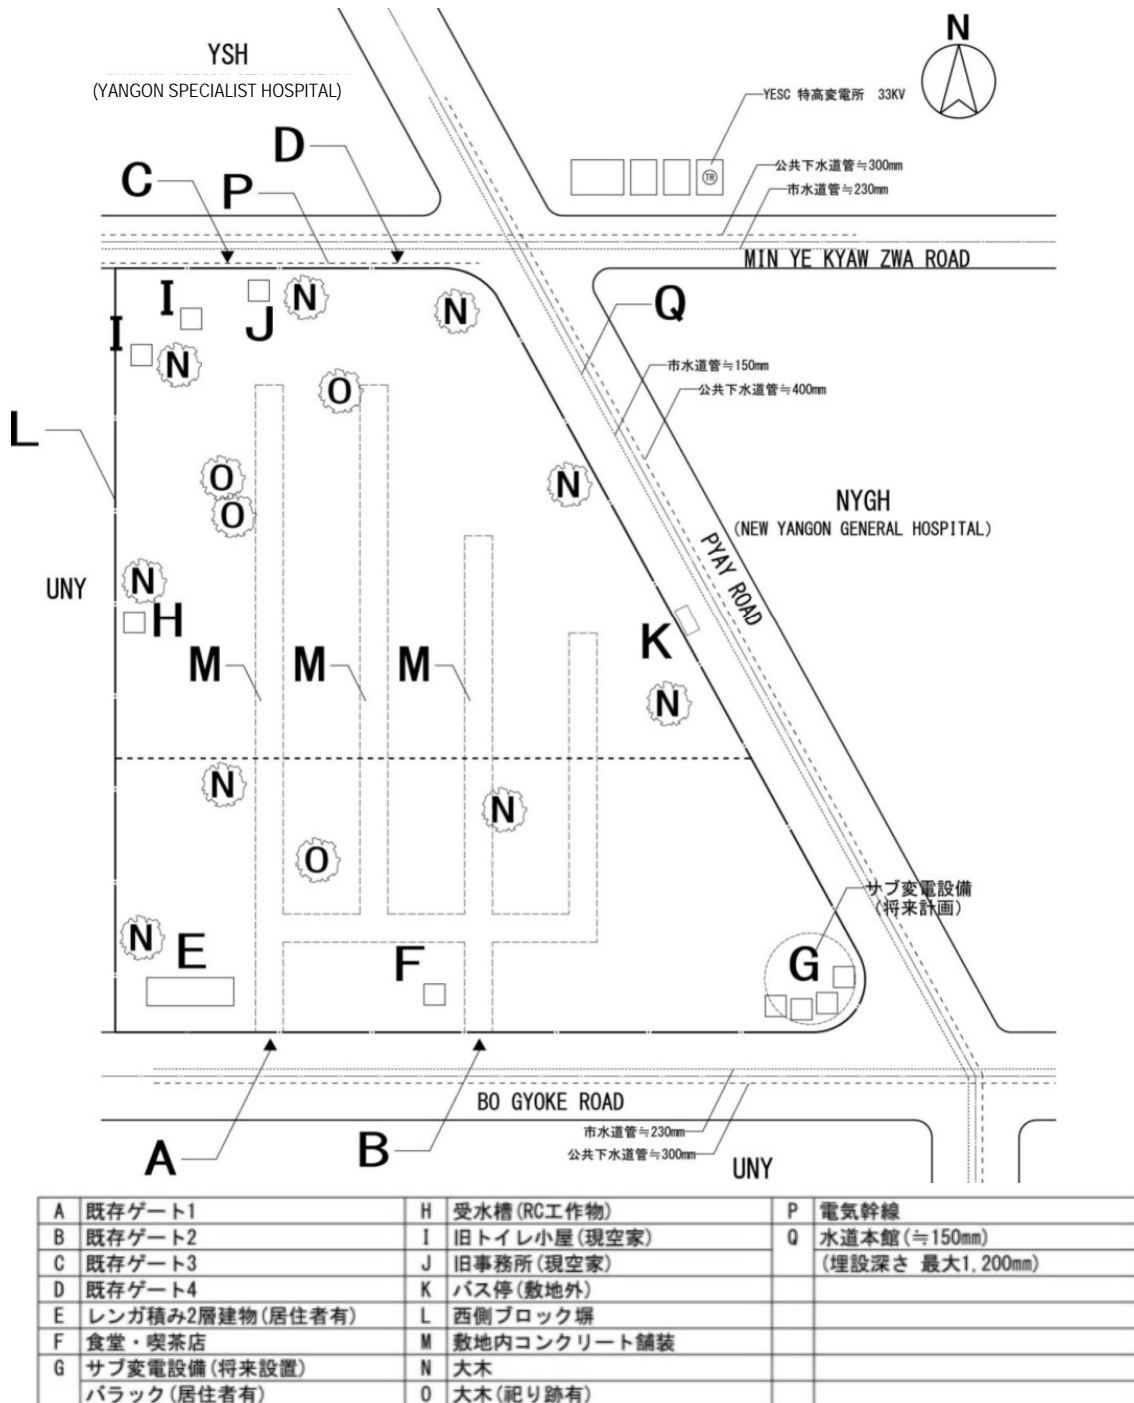 N
YSH
(YANGON SPECIALIST HOSPITAL)
YESC 特高変電所 33KV
TR
D
C
P
公共下水道管≒300mm
市水道管≒230mm
MIN YE KYAW ZWA ROAD
I
J
N
N
Q
I
N
市水道管≒150mm
公共下水道管≒400mm
O
L
O
O
N
NYGH
(NEW YANGON GENERAL HOSPITAL)
PYAY ROAD
UNY
N
H
K
M
M
M
N
N
N
O
サブ変電設備
(将来計画)
N
E
F
G
BO GYOKE ROAD
市水道管≒230mm
公共下水道管≒300mm
A
B
UNY
A 既存ゲート1 H 受水槽(RC工作物) P 電気幹線
B 既存ゲート2 I 旧トイレ小屋(現空家) Q 水道本館(≒150mm)
C 既存ゲート3 J 旧事務所(現空家) (埋設深さ 最大1,200mm)
D 既存ゲート4 K バス停(敷地外)
E レンガ積み2層建物(居住者有) L 西側ブロック塀
F 食堂・喫茶店 M 敷地内コンクリート舗装
G サブ変電設備(将来設置) N 大木
バラック(居住者有) O 大木(祀り跡有)